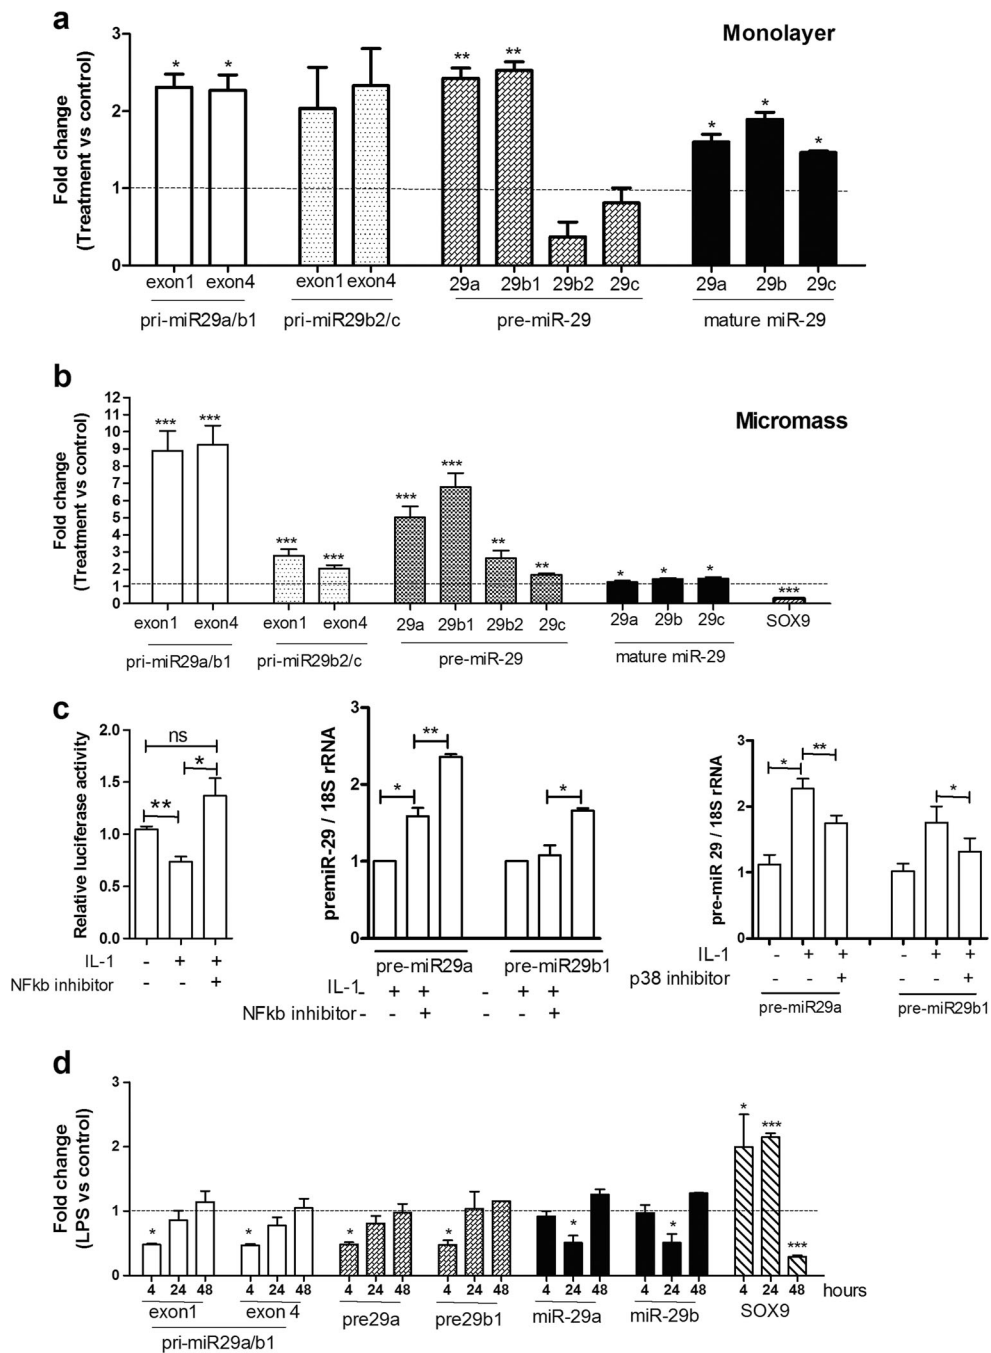 a
Monolayer
Fold change
(Treatment vs control)
3
2
1
0
* * ** ** * * *
exon1 exon4 exon1 exon4 29a 29b1 29b2 29c 29a 29b 29c
pri-miR29a/b1 pri-miR29b2/c pre-miR-29 mature miR-29
b
Micromass
Fold change
(Treatment vs control)
12
11
10
9
8
7
6
5
4
3
2
1
0
*** *** *** *** *** *** ** ** * * * ***
exon1 exon4 exon1 exon4 29a 29b1 29b2 29c 29a 29b 29c SOX9
pri-miR29a/b1 pri-miR29b2/c pre-miR-29 mature miR-29
c
Relative luciferase activity
2.0
1.5
1.0
0.5
0.0
ns
*
**
IL-1 - + +
NFkb inhibitor - - +
premiR-29 / 18S rRNA
3
2
1
0
**
* *
pre-miR29a pre-miR29b1
IL-1 - + + - + +
NFkb inhibitor - - + - - +
pre-miR 29 / 18S rRNA
3
2
1
0
* ** *
- + + - + + IL-1
p38 inhibitor - - + - - +
pre-miR29a pre-miR29b1
d
Fold change
(LPS vs control)
3
2
1
0
* * * * * * * *** ***
4 24 48 4 24 48 4 24 48 4 24 48 4 24 48 4 24 48 4 24 48 hours
exon1 exon 4 pre29a pre29b1 miR-29a miR-29b SOX9
pri-miR29a/b1